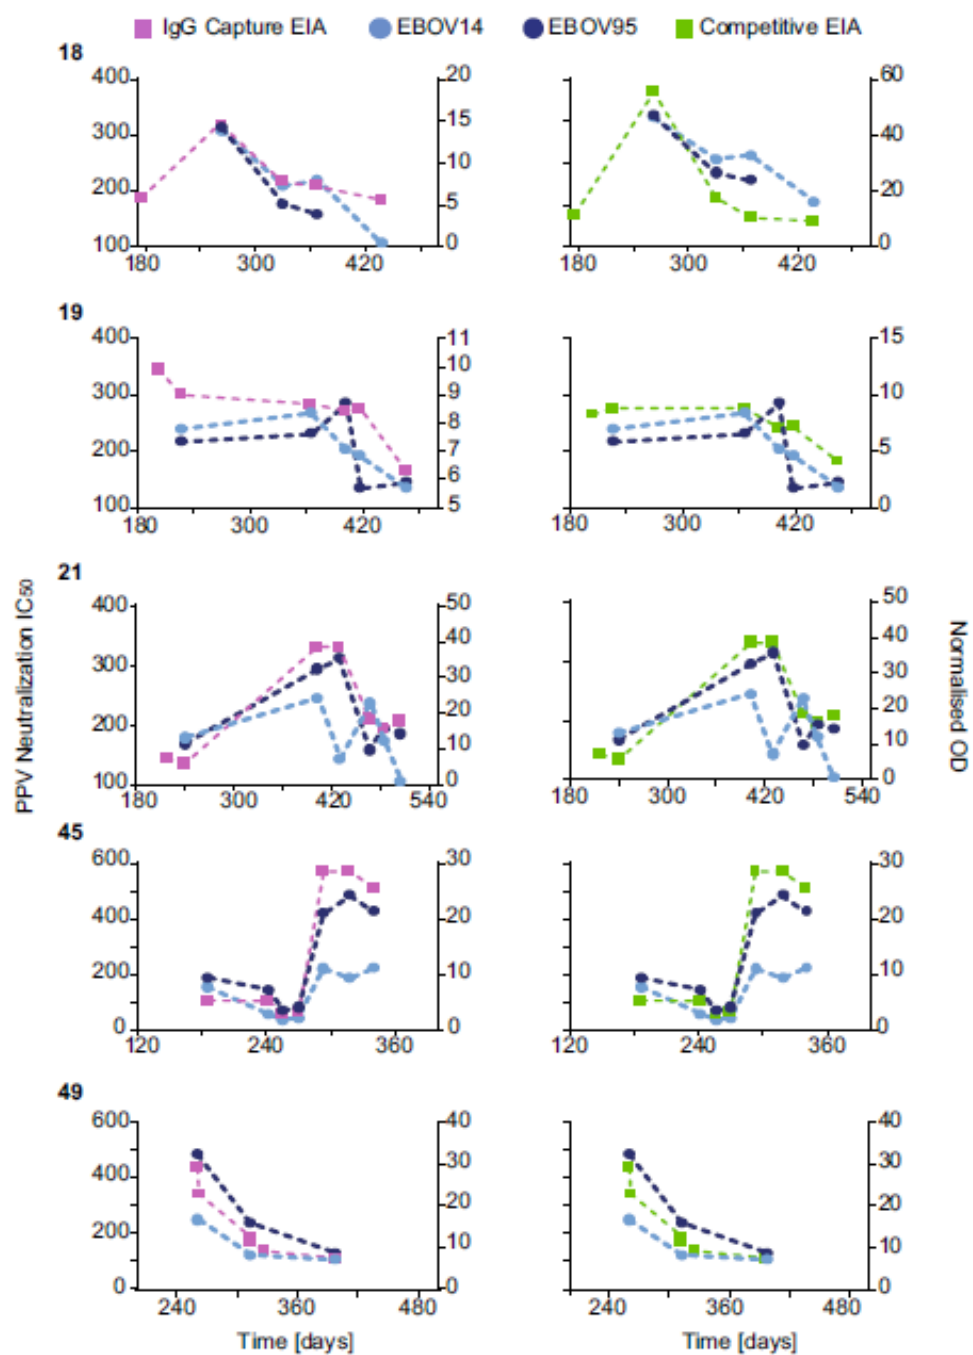 IgG Capture EIA EBOV14 EBOV95 Competitive EIA
18
400 20 60
300 15 40
200 10 20
100 5 0
0
180 300 420 180 300 420
19
400 11 15
10
300 9 10
8
200 7 5
6
100 5 0
180 300 420 180 300 420
21
400 50 50
40 40
300 30 30
200 20 20
10 10
100 0 0
180 300 420 540 180 300 420 540
PPV Neutralization IC50
Normalised OD
45
600 30 30
400 20 20
200 10 10
0 0 0
120 240 360 120 240 360
49
600 40 40
400 30 30
200 20 20
10 10
0 0 0
240 360 480 240 360 480
Time [days] Time [days]